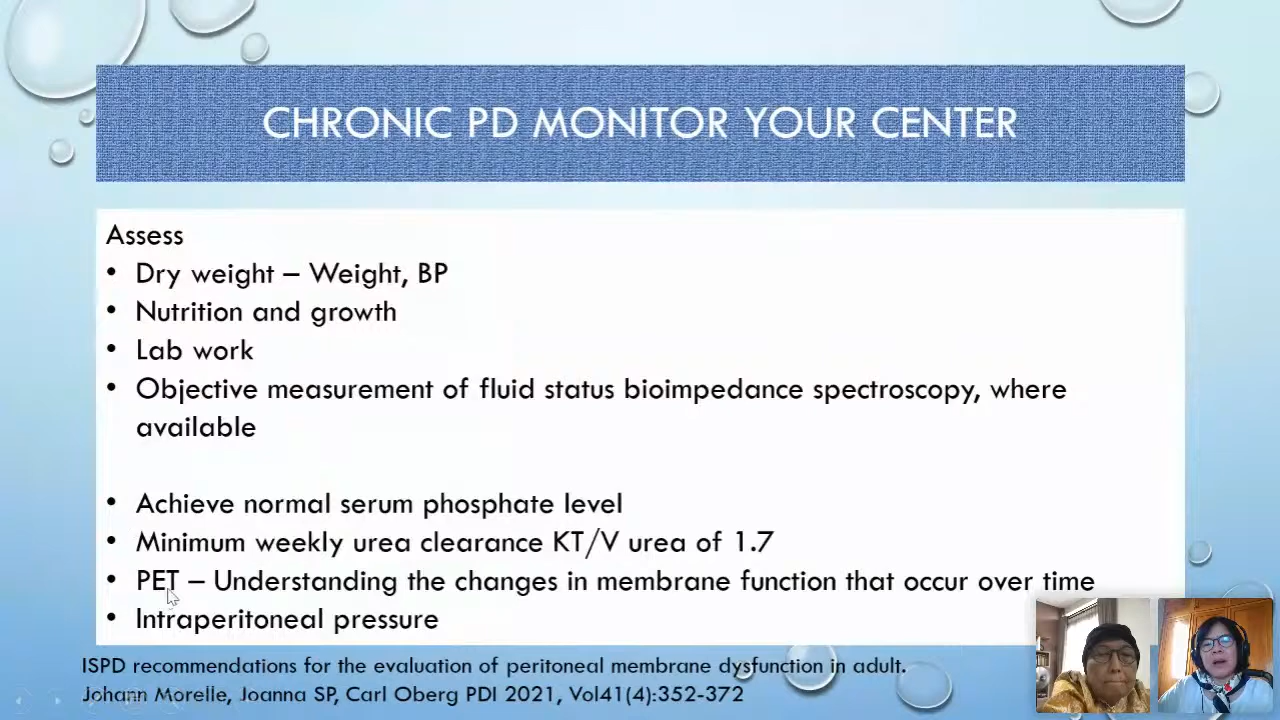 CHRONIC PD MONITOR YOUR CENTER
Assess
• Dry weight – Weight, BP
• Nutrition and growth
• Lab work
• Objective measurement of fluid status bioimpedance spectroscopy, where
available
• Achieve normal serum phosphate level
• Minimum weekly urea clearance KT/V urea of 1.7
• PET – Understanding the changes in membrane function that occur over time
• Intraperitoneal pressure
ISPD recommendations for the evaluation of peritoneal membrane dysfunction in adult.
Johann Morelle, Joanna SP, Carl Oberg PDI 2021, Vol41(4):352-372